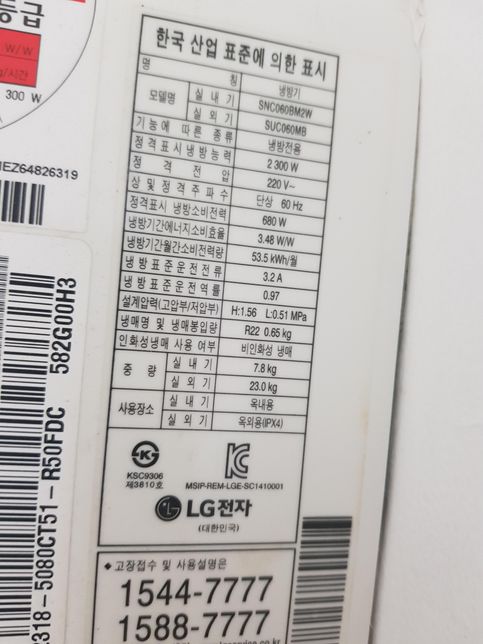 등급
W/W
/시간
300 W
MEZ64826319
582G00H3
318-5080CT51-R50FDC
한국 산업 표준에 의한 표시
명 칭 냉방기
모델명 실 내 기 SNC060BM2W
실 외 기 SUC060MB
기능에 따른 종류 냉방전용
정격표시냉방능력 2 300 W
정 격 전 압 220 V~
상 및 정격 주파수 단상 60 Hz
정격표시 냉방소비전력 680 W
냉방기간에너지소비효율 3.48 W/W
냉방기간월간소비전력량 53.5 kWh/월
냉방표준운전전류 3.2 A
냉방표준운전역률 0.97
설계압력(고압부/저압부) H:1.56 L:0.51 MPa
냉매명 및 냉매봉입량 R22 0.65 kg
인화성냉매 사용 여부 비인화성 냉매
중 량 실 내 기 7.8 kg
실 외 기 23.0 kg
사용장소 실 내 기 옥내용
실 외 기 옥외용(IPX4)
KSC9306
제3810호
MSIP-REM-LGE-SC1410001
LG전자
(대한민국)
◆ 고장접수 및 사용설명은
1544-7777
1588-7777